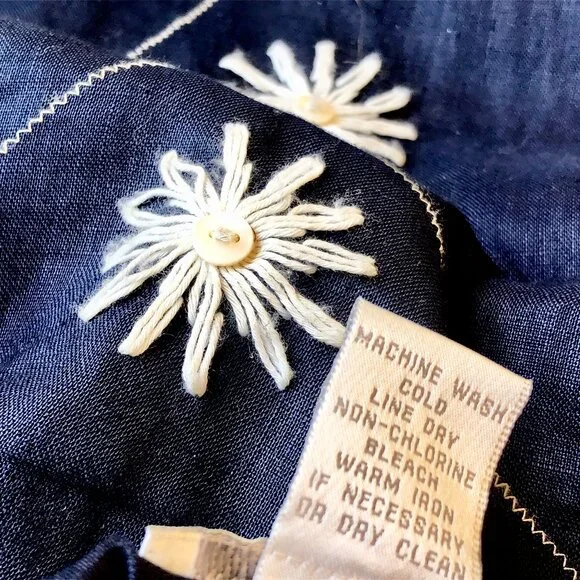 MACHINE WASH
COLD
LINE DRY
NON-CHLORINE
BLEACH
WARM IRON
IF NECESSARY
OR DRY CLEAN